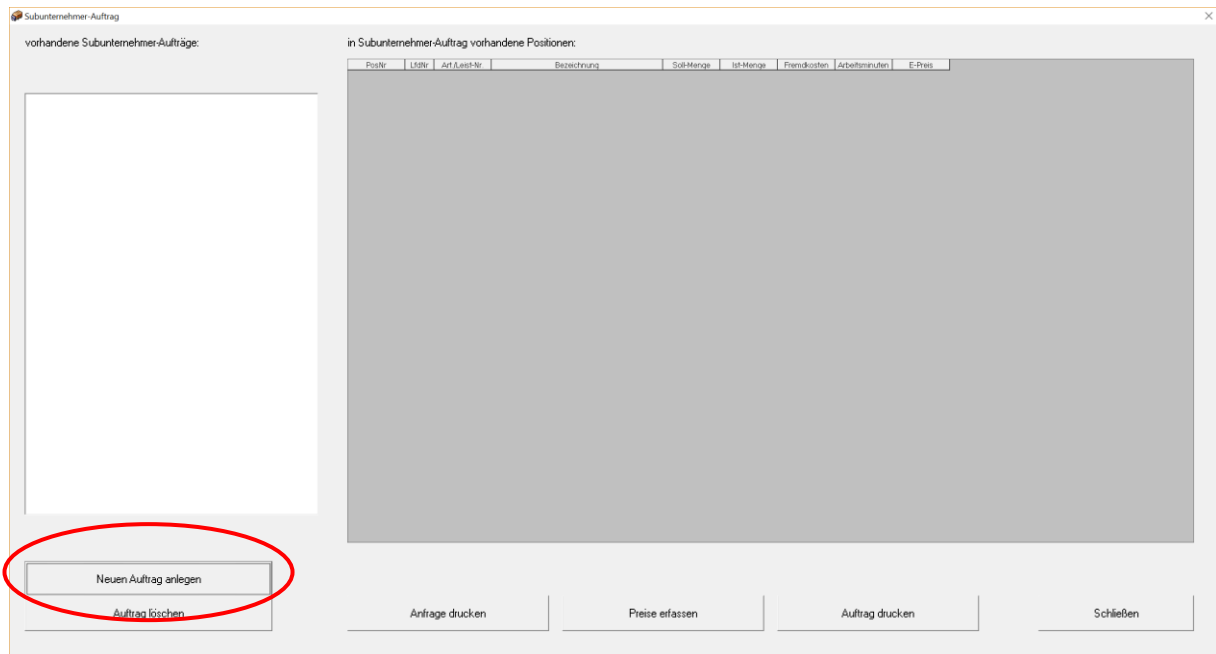 Subunternehmer-Auftrag
vorhandene Subunternehmer-Aufträge:
in Subunternehmer-Auftrag vorhandene Positionen:
PosNr LfdNr Art./Leist-Nr. Bezeichnung Soll-Menge Ist-Menge Fremdkosten Arbeitsminuten E-Preis
Neuen Auftrag anlegen
Auftrag löschen Anfrage drucken Preise erfassen Auftrag drucken Schließen